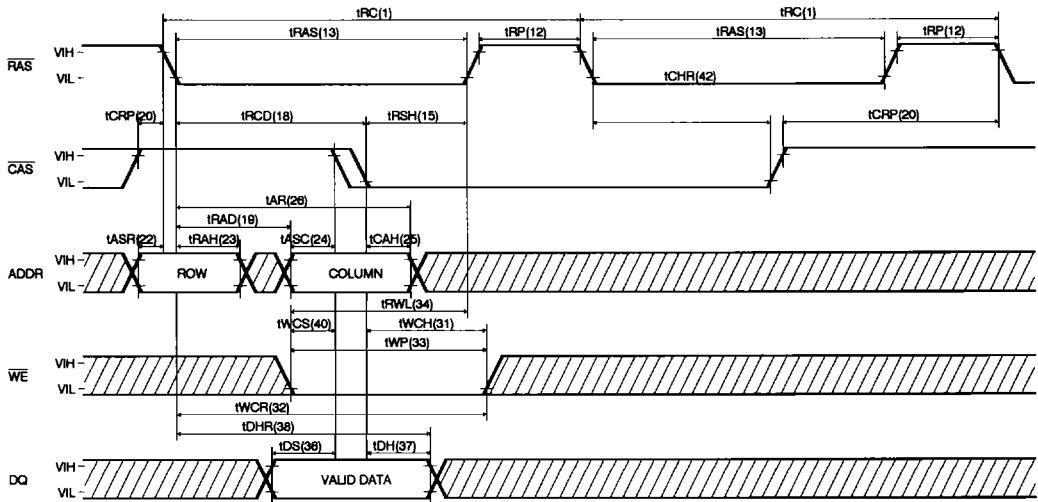 tRC(1) tRC(1)
tRAS(13) tRP(12) tRAS(13) tRP(12)
RAS VIH
VIL
tCHR(42)
tCRP(20) tRCD(18) tRSH(15) tCRP(20)
CAS VIH
VIL
tAR(26)
tRAD(19)
tASR(22) tRAH(23) tASC(24) tCAH(25)
ADDR VIH
VIL
ROW COLUMN
tRWL(34)
tWCS(40) tWCH(31)
tWP(33)
WE VIH
VIL
tWCR(32)
tDHR(38)
tDS(36) tDH(37)
DQ VIH
VIL
VALID DATA